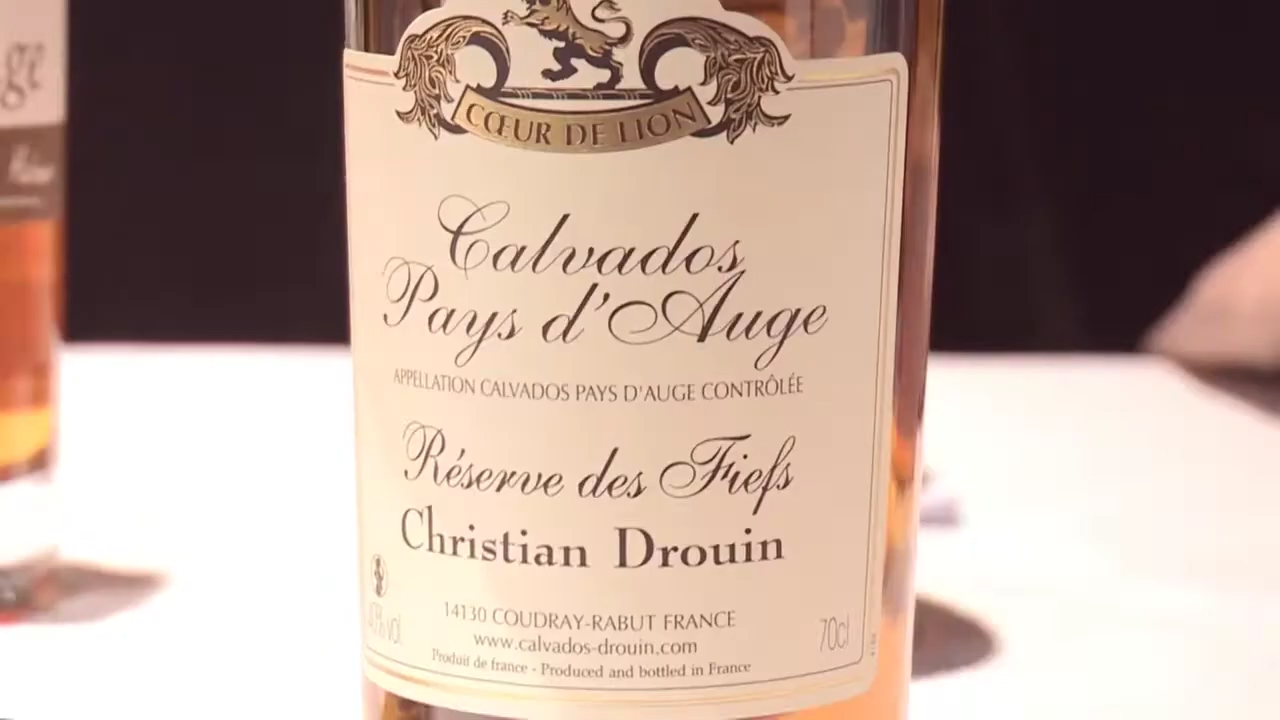 CŒUR DE LION
Calvados
Pays d'Auge
APPELLATION CALVADOS PAYS D'AUGE CONTRÔLÉE
Réserve des Fiefs
Christian Drouin
14130 COUDRAY-RABUT FRANCE
www.calvados-drouin.com
Produit de france - Produced and bottled in France
70cl
ge